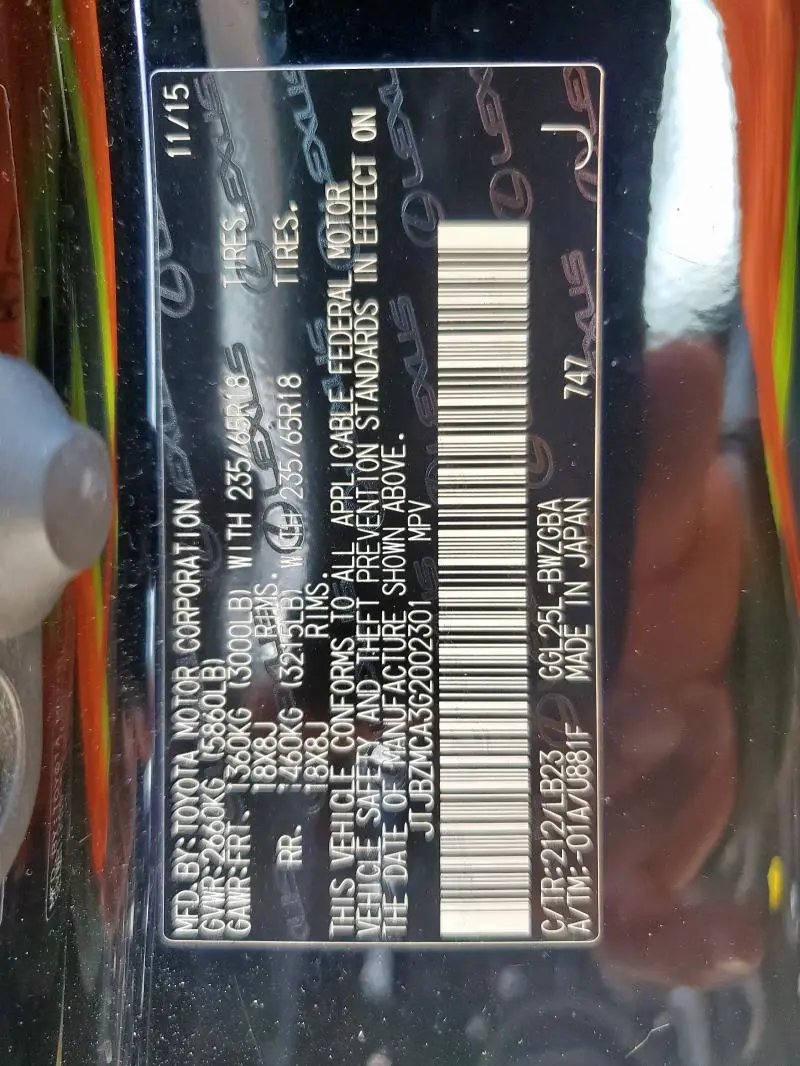 MFD.BY:TOYOTA MOTOR CORPORATION 11/15
GVWR:2660KG (5860LB)
GAWR:FRT. 1360KG (3000LB) WITH 235/65R18 TIRES.
18X8J RIMS.
RR. 1460KG (3215LB) WITH 235/65R18 TIRES.
18X8J RIMS.
THIS VEHICLE CONFORMS TO ALL APPLICABLE FEDERAL MOTOR
VEHICLE SAFETY AND THEFT PREVENTION STANDARDS IN EFFECT ON
THE DATE OF MANUFACTURE SHOWN ABOVE.
JTJBZMCA3G2002301 MPV
C/TR:212/LB23 GGL25L-BWZGBA 747 J
A/TM:-01A/U881F MADE IN JAPAN
LEXUS